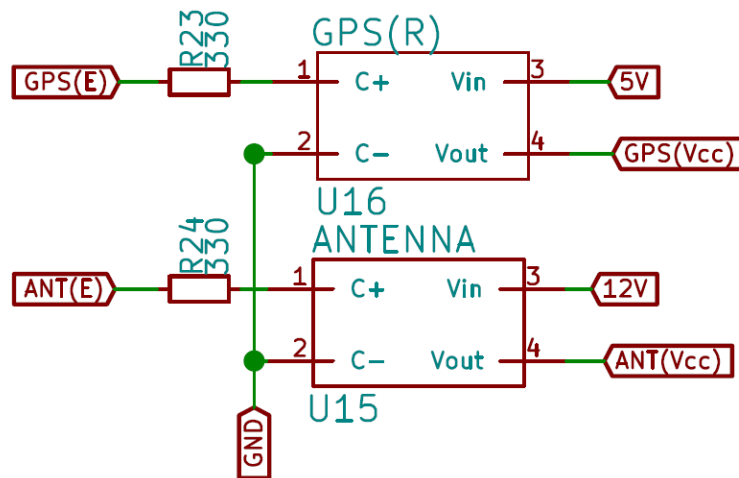 R23
330
GPS(R)
GPS(E)
1
C+
Vin
3
5V
2
C-
Vout
4
GPS(Vcc)
U16
R24
330
ANTENNA
ANT(E)
1
C+
Vin
3
12V
2
C-
Vout
4
ANT(Vcc)
U15
GND